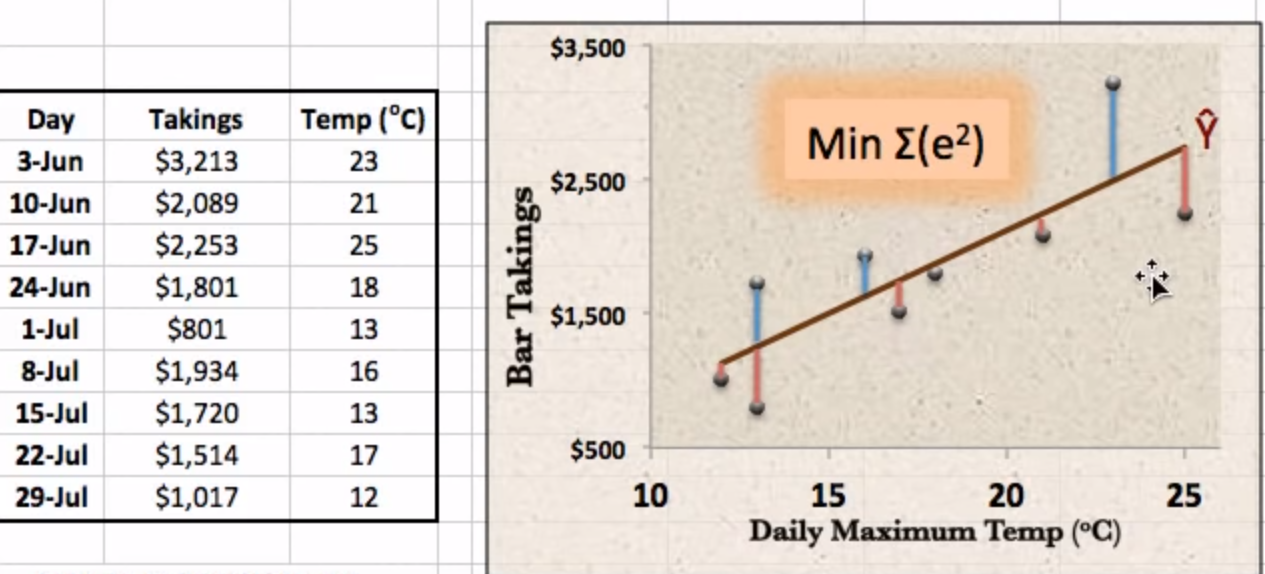 Day Takings Temp (°C)
3-Jun $3,213 23
10-Jun $2,089 21
17-Jun $2,253 25
24-Jun $1,801 18
1-Jul $801 13
8-Jul $1,934 16
15-Jul $1,720 13
22-Jul $1,514 17
29-Jul $1,017 12
$3,500
$2,500
$1,500
$500
Bar Takings
Min Σ(e²)
Ŷ
10 15 20 25
Daily Maximum Temp (°C)